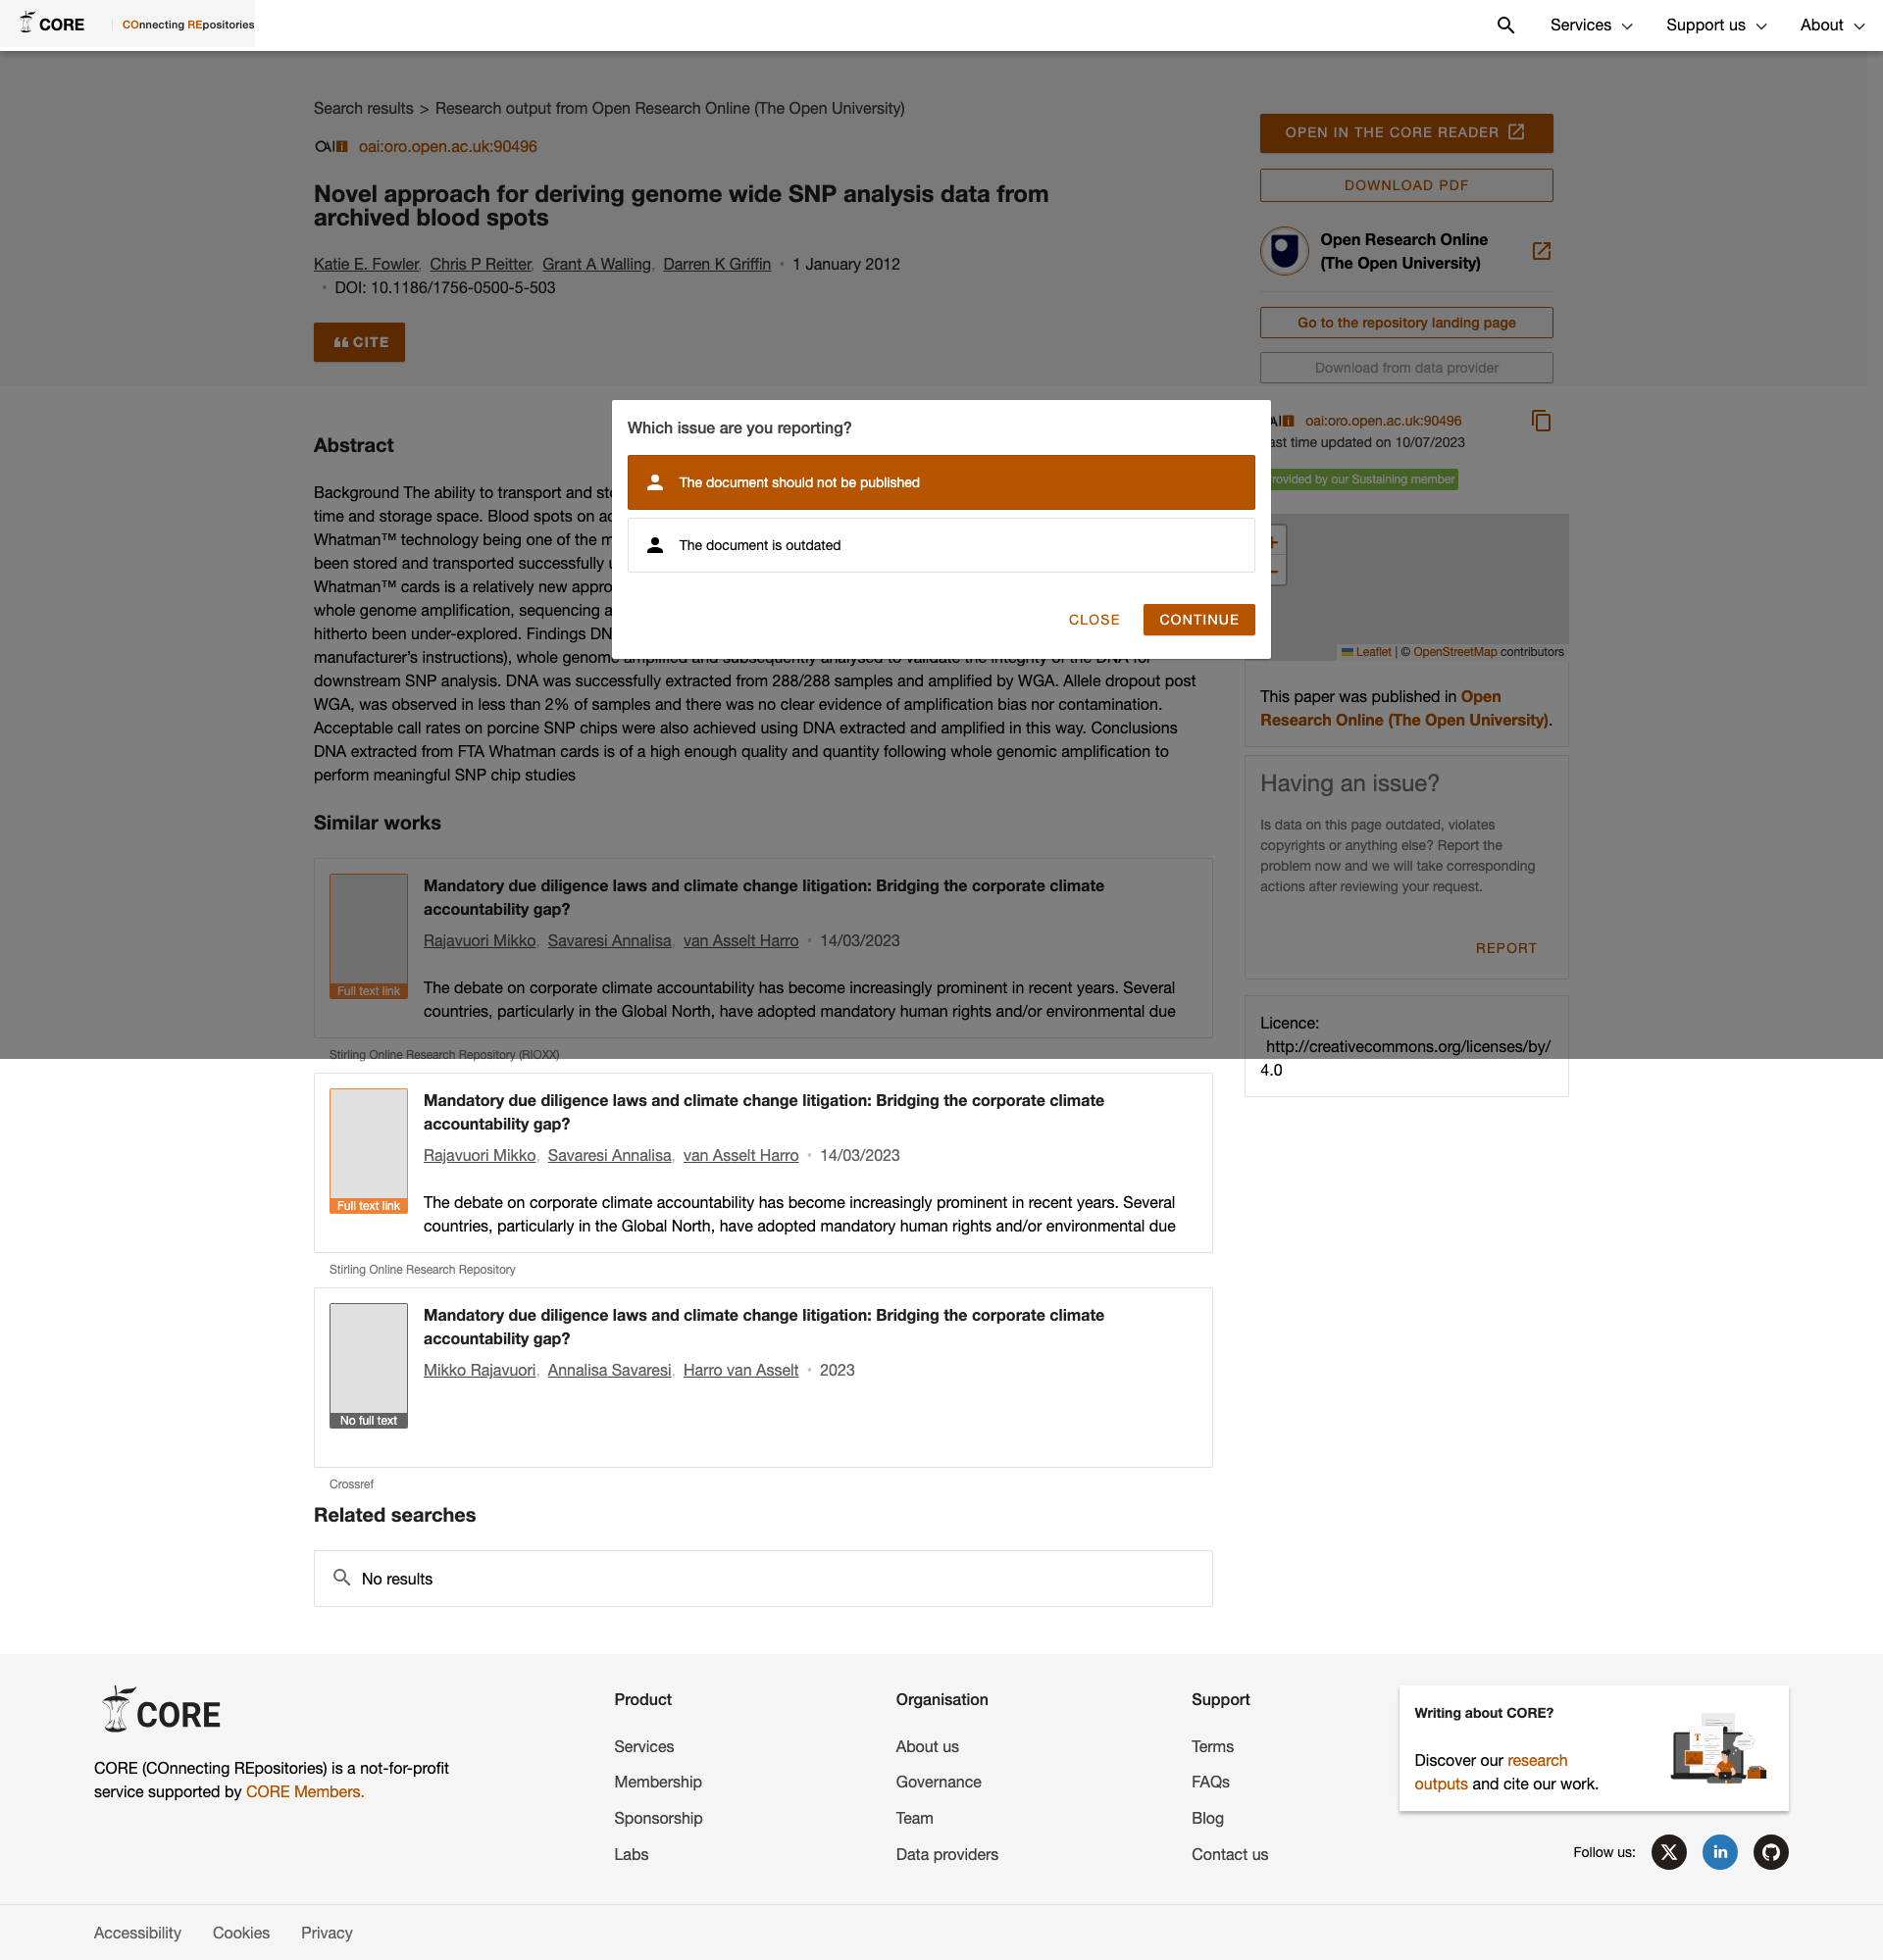 CORE
COnnecting REpositories
Services
Support us
About
Search results > Research output from Open Research Online (The Open University)
OAI oai:oro.open.ac.uk:90496
Novel approach for deriving genome wide SNP analysis data from
archived blood spots
Katie E. Fowler, Chris P Reitter, Grant A Walling, Darren K Griffin • 1 January 2012
• DOI: 10.1186/1756-0500-5-503
CITE
OPEN IN THE CORE READER
DOWNLOAD PDF
Open Research Online
(The Open University)
Go to the repository landing page
Download from data provider
oai:oro.open.ac.uk:90496
ast time updated on 10/07/2023
rovided by our Sustaining member
Which issue are you reporting?
The document should not be published
The document is outdated
CLOSE
CONTINUE
Abstract
Background The ability to transport and
time and storage space. Blood spots on
Whatman™ technology being one of the
been stored and transported successfully
Whatman™ cards is a relatively new
whole genome amplification, sequencing
hitherto been under-explored. Findings
manufacturer's instructions), whole genome amplified and subsequently analysed to validate the integrity of the DNA for
downstream SNP analysis. DNA was successfully extracted from 288/288 samples and amplified by WGA. Allele dropout post
WGA, was observed in less than 2% of samples and there was no clear evidence of amplification bias nor contamination.
Acceptable call rates on porcine SNP chips were also achieved using DNA extracted and amplified in this way. Conclusions
DNA extracted from FTA Whatman cards is of a high enough quality and quantity following whole genomic amplification to
perform meaningful SNP chip studies
+
−
Leaflet | © OpenStreetMap contributors
This paper was published in Open
Research Online (The Open University).
Having an issue?
Is data on this page outdated, violates
copyrights or anything else? Report the
problem now and we will take corresponding
actions after reviewing your request.
REPORT
Licence:
http://creativecommons.org/licenses/by/
4.0
Similar works
Full text link
Mandatory due diligence laws and climate change litigation: Bridging the corporate climate
accountability gap?
Rajavuori Mikko, Savaresi Annalisa, van Asselt Harro • 14/03/2023
The debate on corporate climate accountability has become increasingly prominent in recent years. Several
countries, particularly in the Global North, have adopted mandatory human rights and/or environmental due
Stirling Online Research Repository (RIOXX)
Full text link
Mandatory due diligence laws and climate change litigation: Bridging the corporate climate
accountability gap?
Rajavuori Mikko, Savaresi Annalisa, van Asselt Harro • 14/03/2023
The debate on corporate climate accountability has become increasingly prominent in recent years. Several
countries, particularly in the Global North, have adopted mandatory human rights and/or environmental due
Stirling Online Research Repository
No full text
Mandatory due diligence laws and climate change litigation: Bridging the corporate climate
accountability gap?
Mikko Rajavuori, Annalisa Savaresi, Harro van Asselt • 2023
Crossref
Related searches
No results
CORE
CORE (COnnecting REpositories) is a not-for-profit
service supported by CORE Members.
Product
Services
Membership
Sponsorship
Labs
Organisation
About us
Governance
Team
Data providers
Support
Terms
FAQs
Blog
Contact us
Writing about CORE?
Discover our research
outputs and cite our work.
Follow us:
Accessibility
Cookies
Privacy